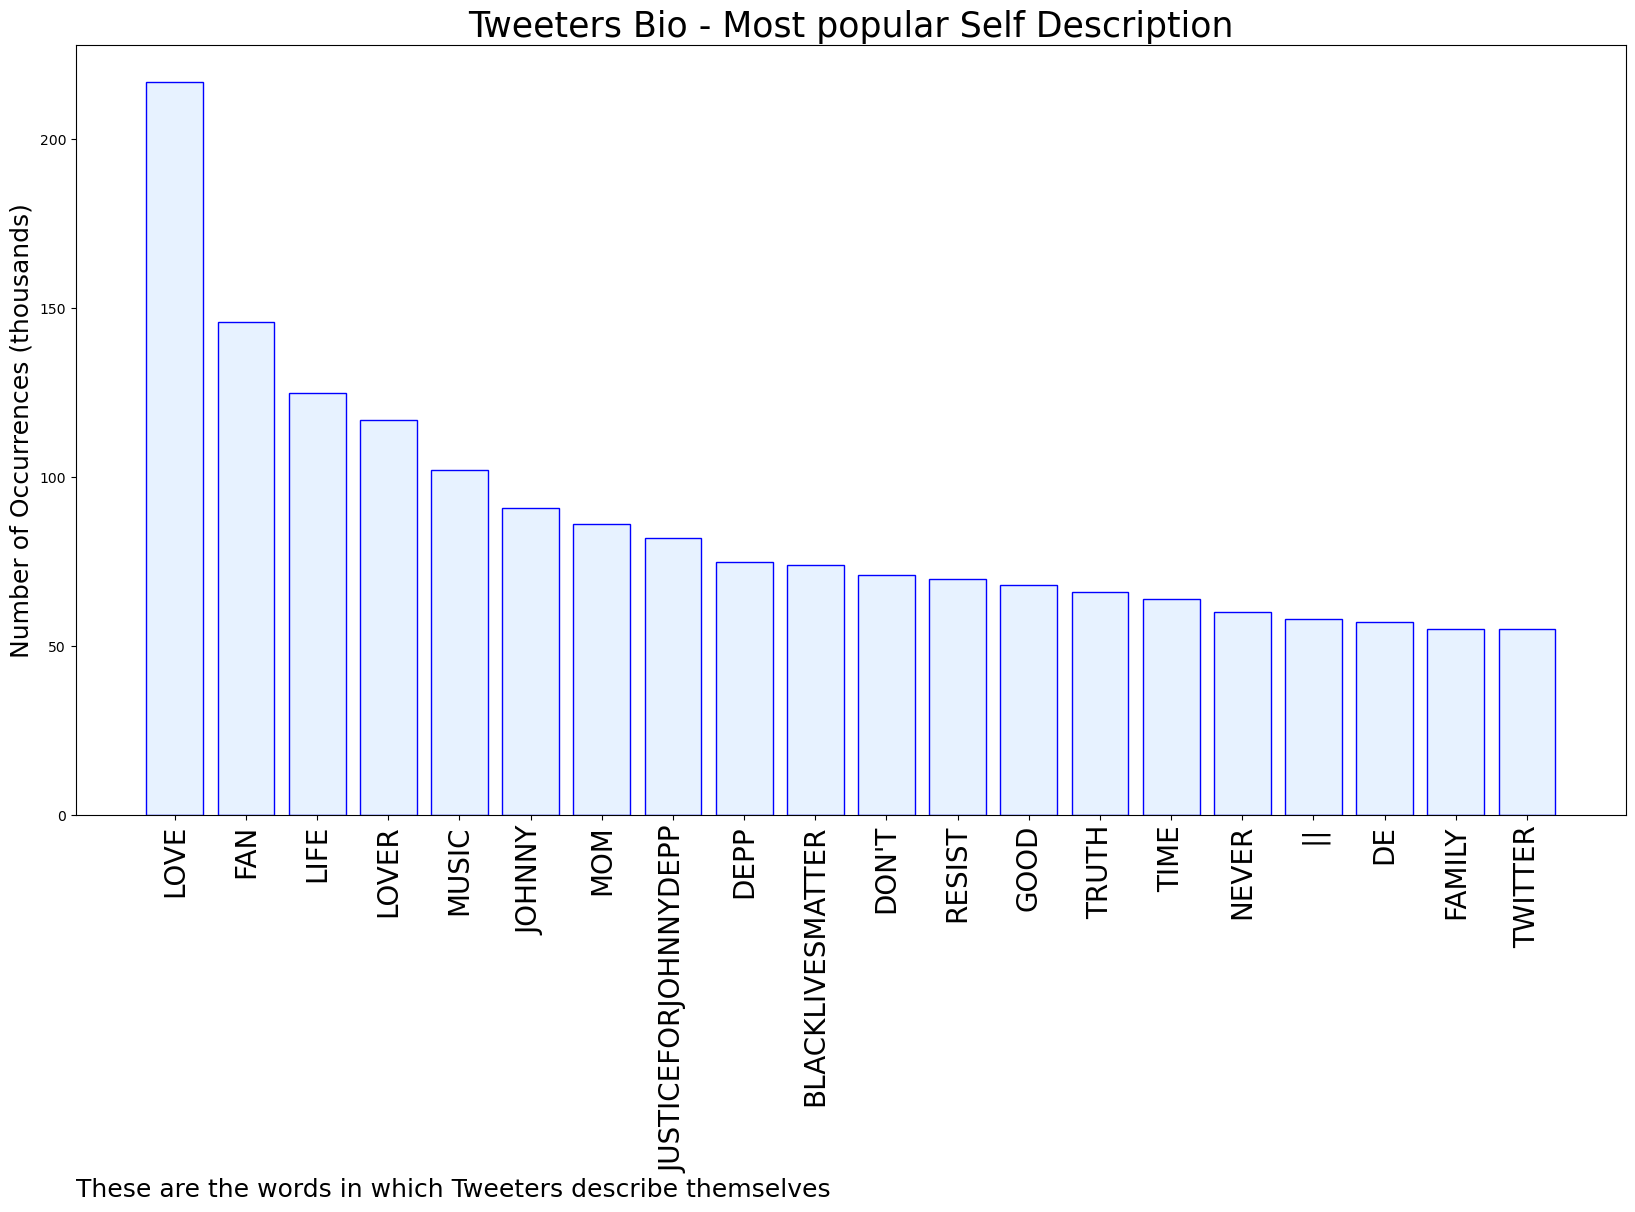 Tweeters Bio - Most popular Self Description
Number of Occurrences (thousands)
200
150
100
50
0
LOVE
FAN
LIFE
LOVER
MUSIC
JOHNNY
MOM
JUSTICEFORJOHNNYDEPP
DEPP
BLACKLIVESMATTER
DON'T
RESIST
GOOD
TRUTH
TIME
NEVER
||
DE
FAMILY
TWITTER
These are the words in which Tweeters describe themselves